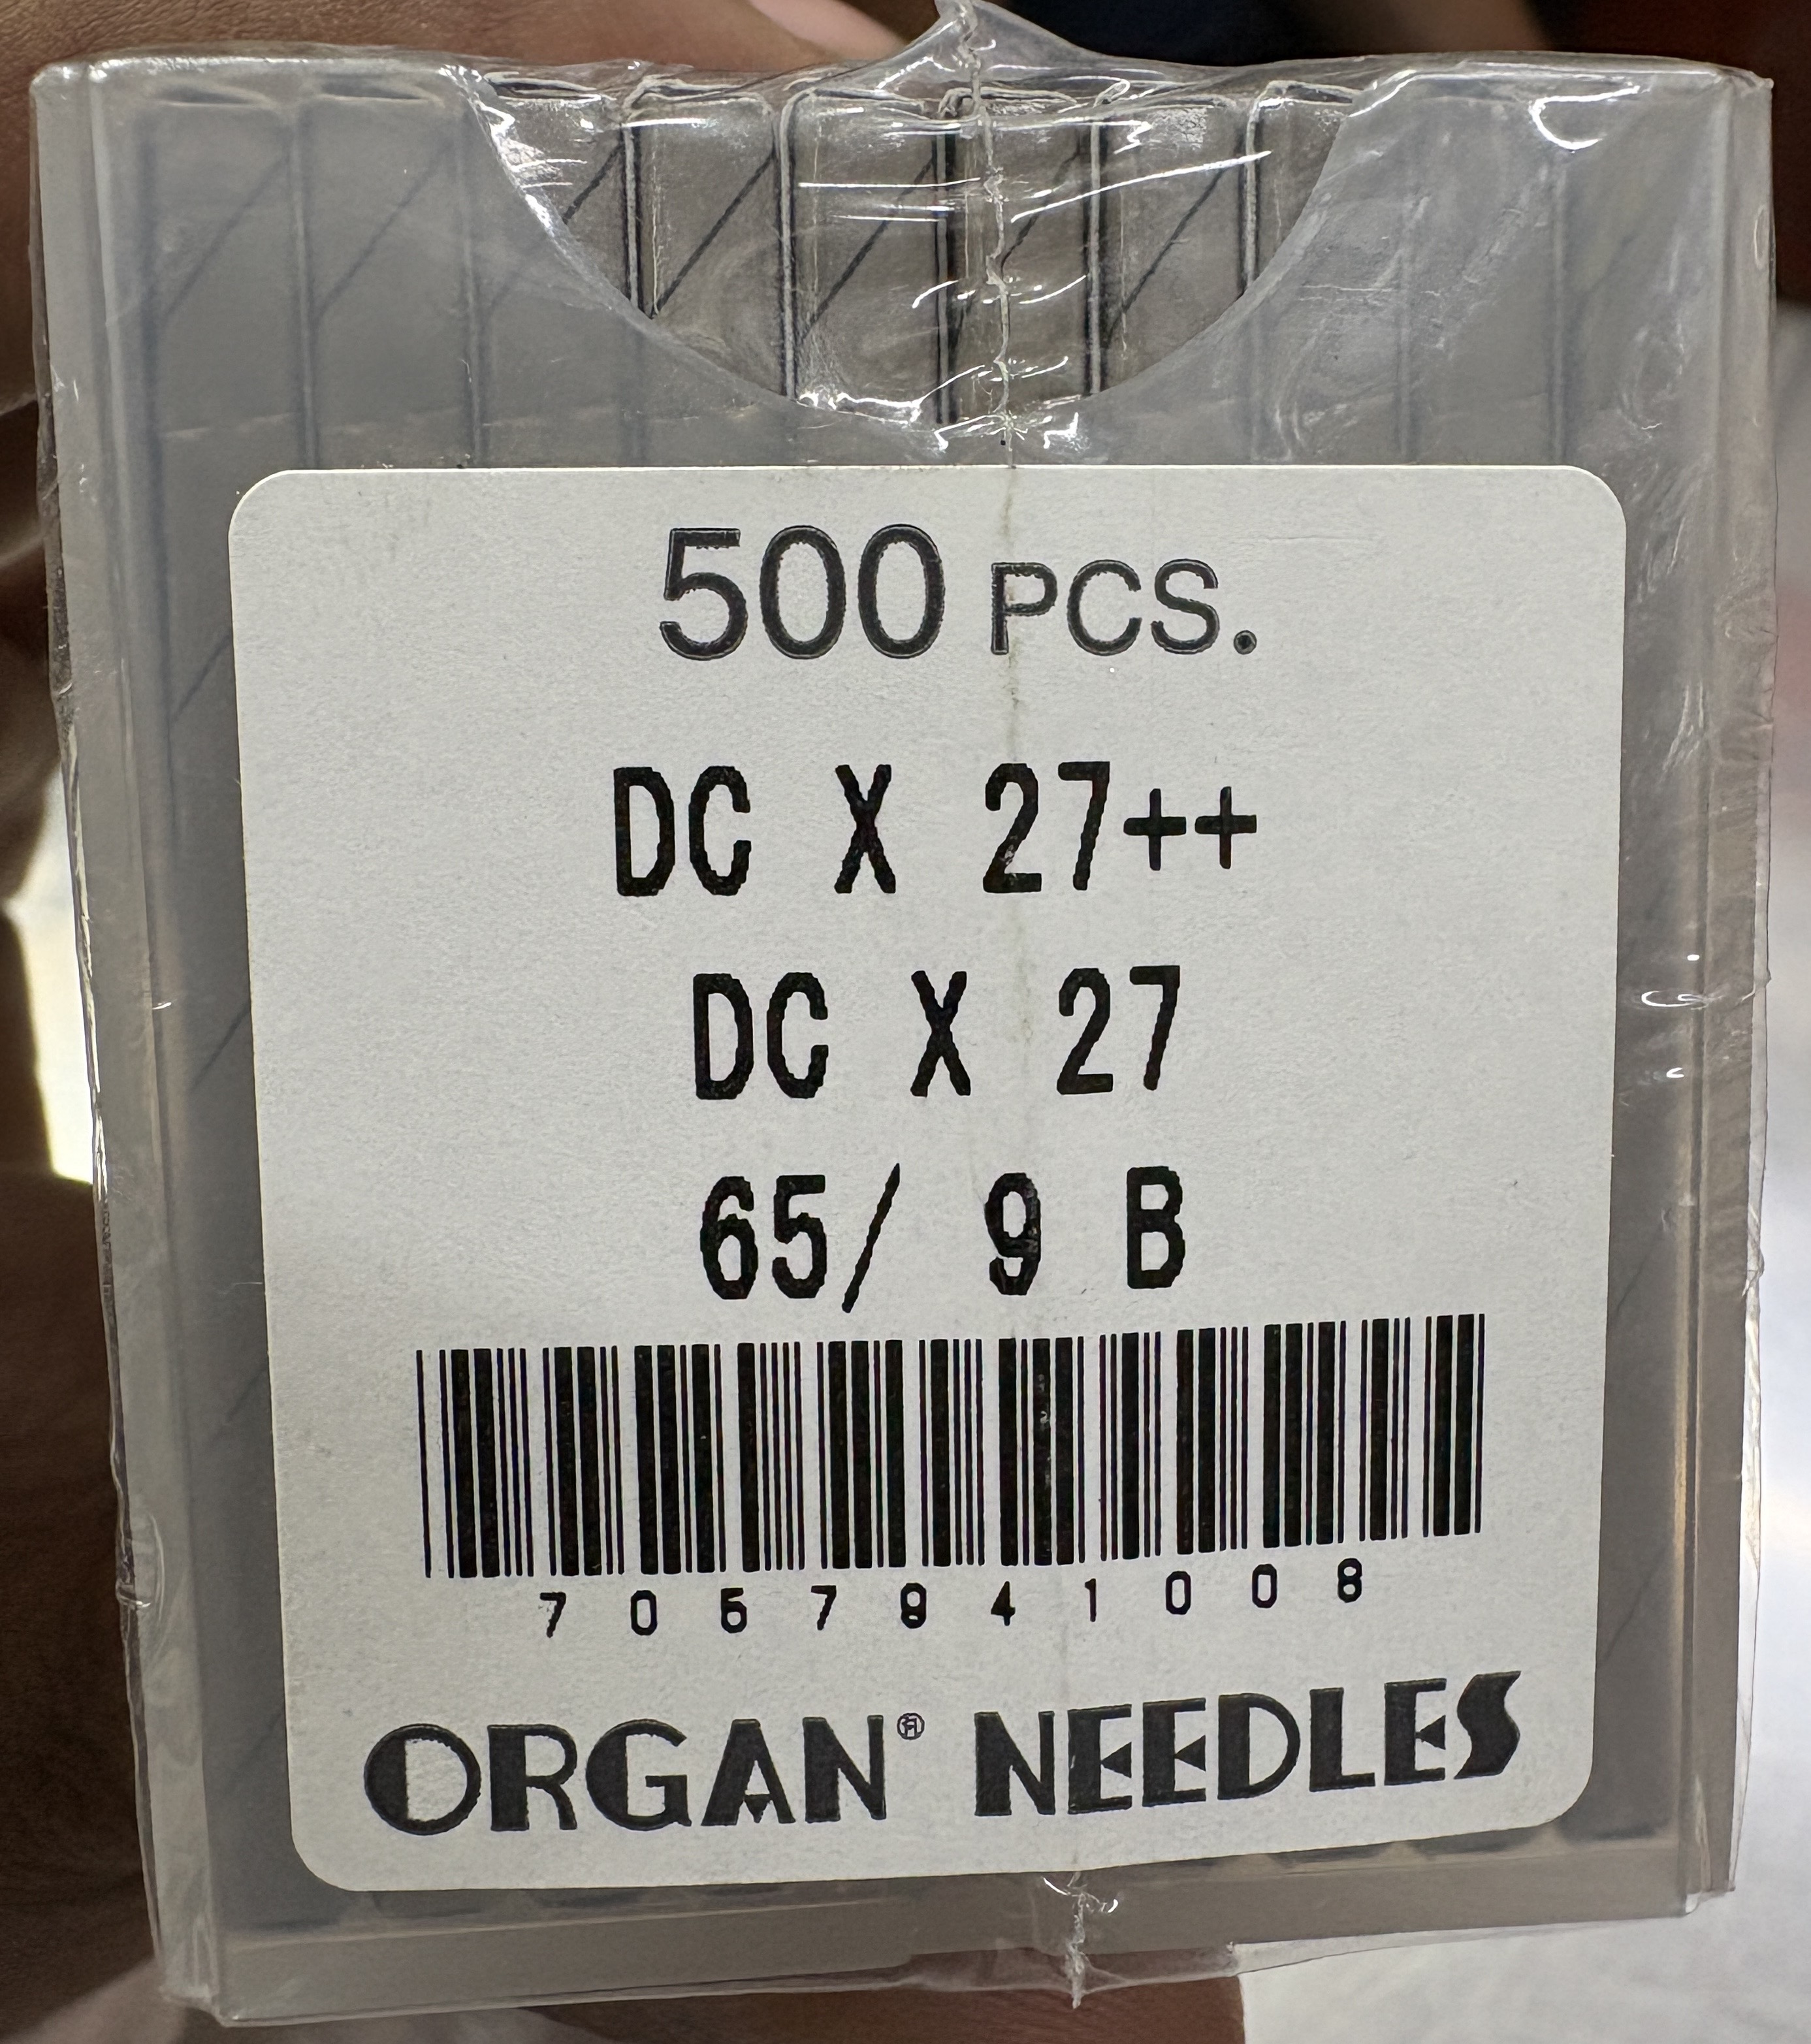 500 PCS.
DC X 27++
DC X 27
65/ 9 B
7057941008
ORGAN® NEEDLES